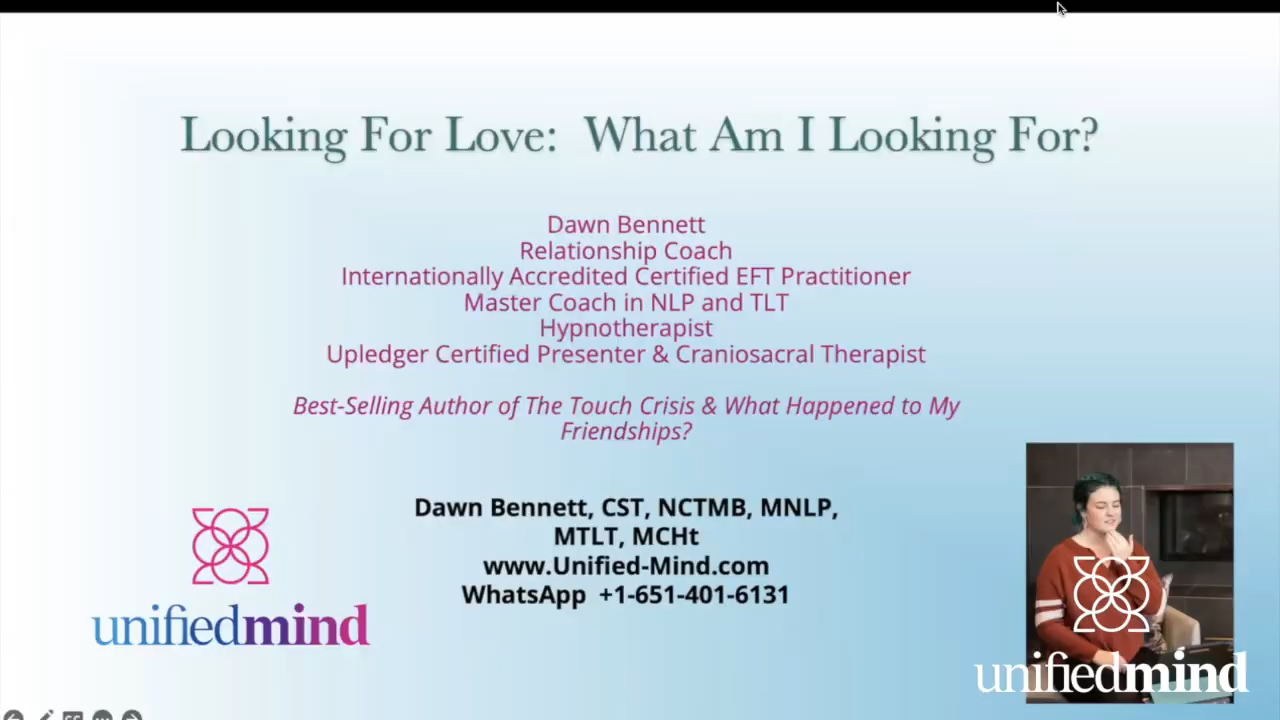 Looking For Love: What Am I Looking For?
Dawn Bennett
Relationship Coach
Internationally Accredited Certified EFT Practitioner
Master Coach in NLP and TLT
Hypnotherapist
Upledger Certified Presenter & Craniosacral Therapist
Best-Selling Author of The Touch Crisis & What Happened to My
Friendships?
Dawn Bennett, CST, NCTMB, MNLP,
MTLT, MCHt
www.Unified-Mind.com
WhatsApp +1-651-401-6131
unifiedmind
unifiedmind